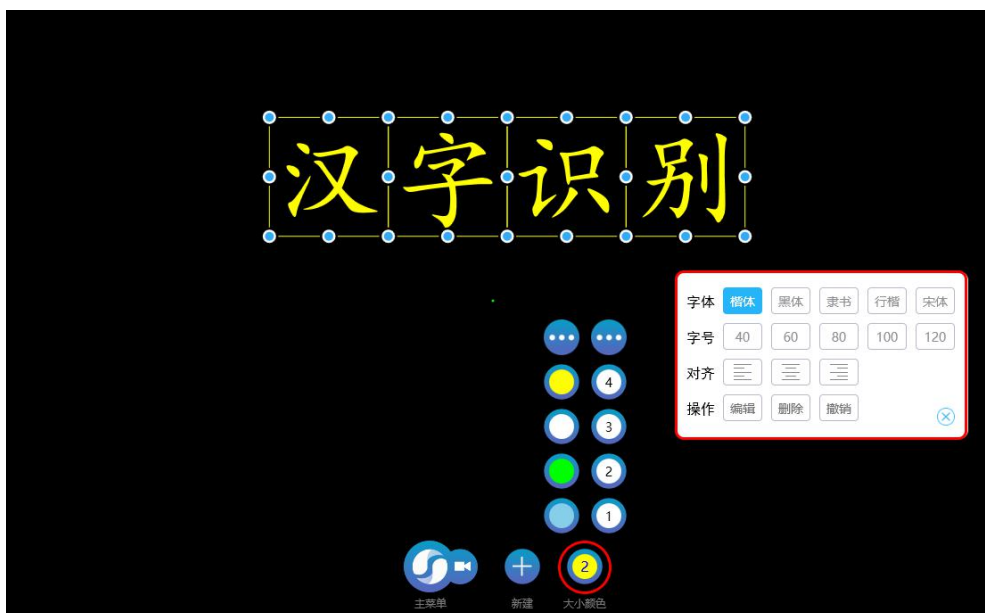 汉字识别
字体 楷体 黑体 隶书 行楷 宋体
字号 40 60 80 100 120
对齐
操作 编辑 删除 撤销
4
3
2
1
2
主菜单 新建 大小颜色